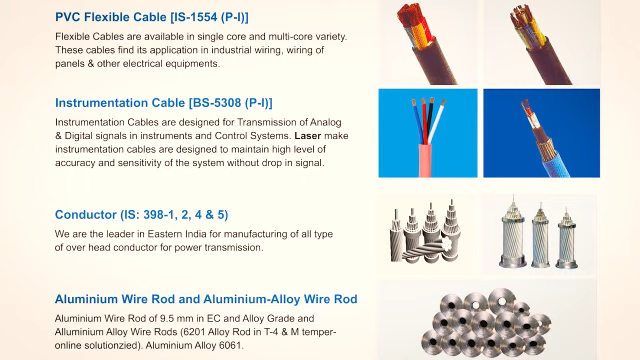 PVC Flexible Cable [IS-1554 (P-I)]
Flexible Cables are available in single core and multi-core variety.
These cables find its application in industrial wiring, wiring of
panels & other electrical equipments.
Instrumentation Cable [BS-5308 (P-I)]
Instrumentation Cables are designed for Transmission of Analog
& Digital signals in instruments and Control Systems. Laser make
instrumentation cables are designed to maintain high level of
accuracy and sensitivity of the system without drop in signal.
Conductor (IS: 398-1, 2, 4 & 5)
We are the leader in Eastern India for manufacturing of all type
of over head conductor for power transmission.
Aluminium Wire Rod and Aluminium-Alloy Wire Rod
Aluminium Wire Rod of 9.5 mm in EC and Alloy Grade and
Alluminium Alloy Wire Rods (6201 Alloy Rod in T-4 & M temper-
online solutionzied). Aluminium Alloy 6061.